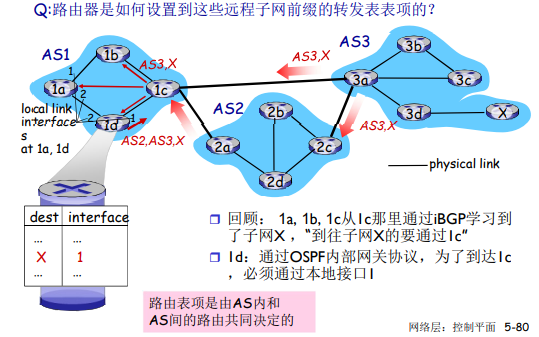 Q:路由器是如何设置到这些远程子网前缀的转发表表项的?
AS1
1b
AS3,X
1
1a
2
1c
local link
interface
s
at 1a, 1d
2
1d
1
AS2,AS3,X
AS2
2b
2a
2c
2d
AS3,X
AS3
3b
3a
3c
3d
X
AS3,X
physical link
dest interface
... ...
X 1
... ...
回顾: 1a, 1b, 1c从1c那里通过iBGP学习到
了子网X，“到往子网X的要通过1c”
1d：通过OSPF内部网关协议，为了到达1c
，必须通过本地接口1
路由表项是由AS内和
AS间的路由共同决定的
网络层：控制平面 5-80